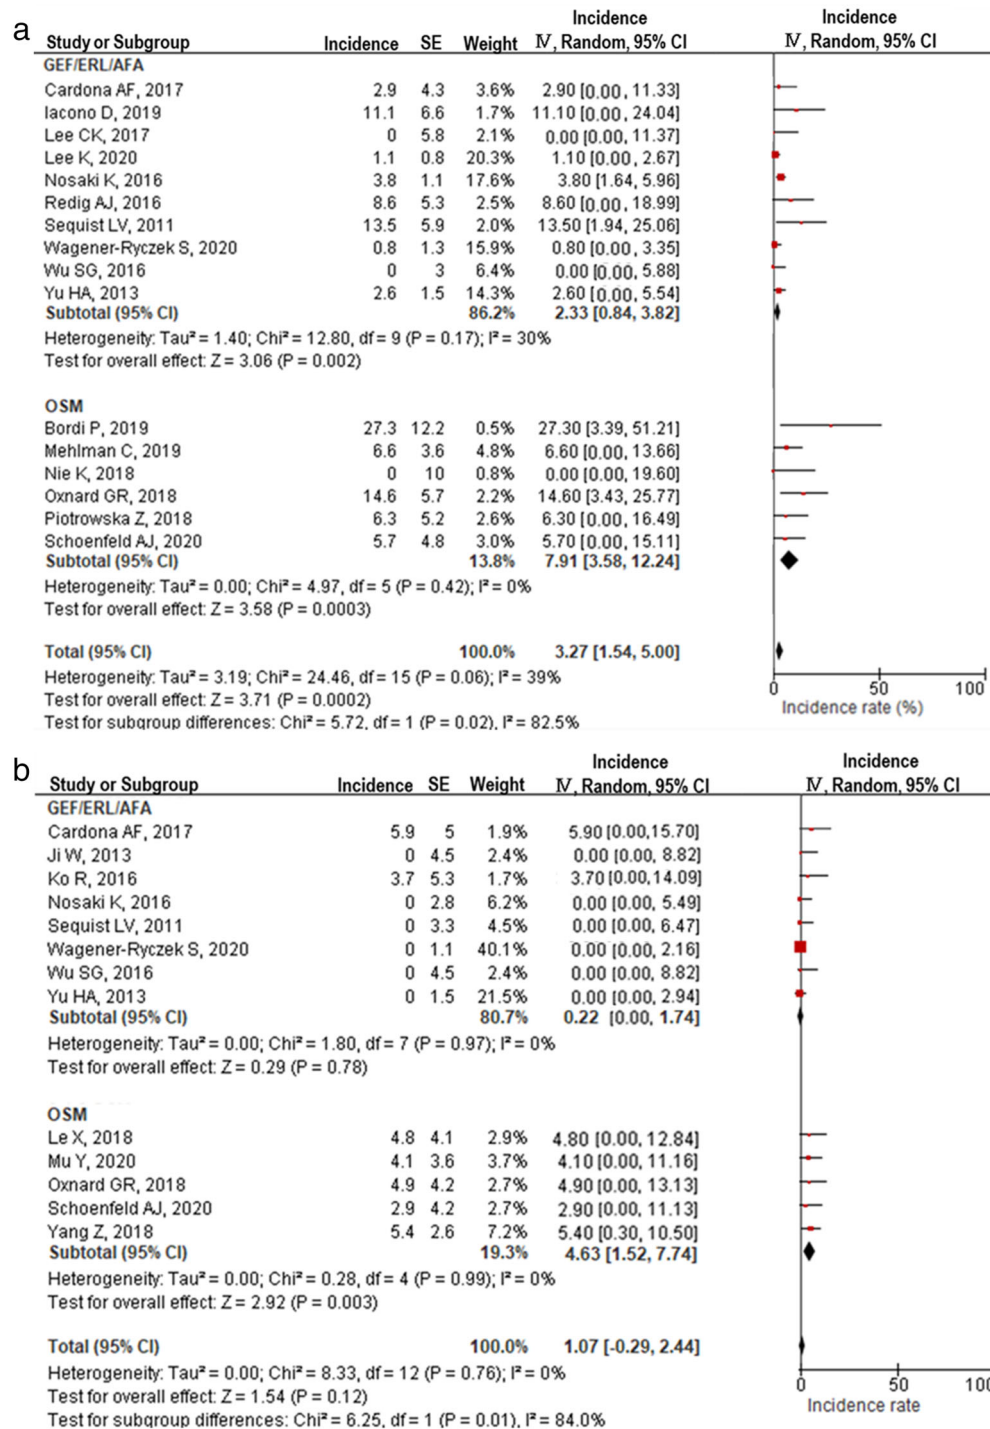 a
Incidence Incidence
Study or Subgroup Incidence SE Weight Ⅳ, Random, 95% CI Ⅳ, Random, 95% CI
GEF/ERL/AFA
Cardona AF, 2017 2.9 4.3 3.6% 2.90 [0.00, 11.33]
Iacono D, 2019 11.1 6.6 1.7% 11.10 [0.00, 24.04]
Lee CK, 2017 0 5.8 2.1% 0.00 [0.00, 11.37]
Lee K, 2020 1.1 0.8 20.3% 1.10 [0.00, 2.67]
Nosaki K, 2016 3.8 1.1 17.6% 3.80 [1.64, 5.96]
Redig AJ, 2016 8.6 5.3 2.5% 8.60 [0.00, 18.99]
Sequist LV, 2011 13.5 5.9 2.0% 13.50 [1.94, 25.06]
Wagener-Ryczek S, 2020 0.8 1.3 15.9% 0.80 [0.00, 3.35]
Wu SG, 2016 0 3 6.4% 0.00 [0.00, 5.88]
Yu HA, 2013 2.6 1.5 14.3% 2.60 [0.00, 5.54]
Subtotal (95% CI) 86.2% 2.33 [0.84, 3.82]
Heterogeneity: Tau² = 1.40; Chi² = 12.80, df = 9 (P = 0.17); I² = 30%
Test for overall effect: Z = 3.06 (P = 0.002)
OSM
Bordi P, 2019 27.3 12.2 0.5% 27.30 [3.39, 51.21]
Mehlman C, 2019 6.6 3.6 4.8% 6.60 [0.00, 13.66]
Nie K, 2018 0 10 0.8% 0.00 [0.00, 19.60]
Oxnard GR, 2018 14.6 5.7 2.2% 14.60 [3.43, 25.77]
Piotrowska Z, 2018 6.3 5.2 2.6% 6.30 [0.00, 16.49]
Schoenfeld AJ, 2020 5.7 4.8 3.0% 5.70 [0.00, 15.11]
Subtotal (95% CI) 13.8% 7.91 [3.58, 12.24]
Heterogeneity: Tau² = 0.00; Chi² = 4.97, df = 5 (P = 0.42); I² = 0%
Test for overall effect: Z = 3.58 (P = 0.0003)
Total (95% CI) 100.0% 3.27 [1.54, 5.00]
Heterogeneity: Tau² = 3.19; Chi² = 24.46, df = 15 (P = 0.06); I² = 39%
Test for overall effect: Z = 3.71 (P = 0.0002)
Test for subgroup differences: Chi² = 5.72, df = 1 (P = 0.02), I² = 82.5%
0 50 100
Incidence rate (%)
b
Incidence Incidence
Study or Subgroup Incidence SE Weight Ⅳ, Random, 95% CI Ⅳ, Random, 95% CI
GEF/ERL/AFA
Cardona AF, 2017 5.9 5 1.9% 5.90 [0.00,15.70]
Ji W, 2013 0 4.5 2.4% 0.00 [0.00, 8.82]
Ko R, 2016 3.7 5.3 1.7% 3.70 [0.00,14.09]
Nosaki K, 2016 0 2.8 6.2% 0.00 [0.00, 5.49]
Sequist LV, 2011 0 3.3 4.5% 0.00 [0.00, 6.47]
Wagener-Ryczek S, 2020 0 1.1 40.1% 0.00 [0.00, 2.16]
Wu SG, 2016 0 4.5 2.4% 0.00 [0.00, 8.82]
Yu HA, 2013 0 1.5 21.5% 0.00 [0.00, 2.94]
Subtotal (95% CI) 80.7% 0.22 [0.00, 1.74]
Heterogeneity: Tau² = 0.00; Chi² = 1.80, df = 7 (P = 0.97); I² = 0%
Test for overall effect: Z = 0.29 (P = 0.78)
OSM
Le X, 2018 4.8 4.1 2.9% 4.80 [0.00, 12.84]
Mu Y, 2020 4.1 3.6 3.7% 4.10 [0.00, 11.16]
Oxnard GR, 2018 4.9 4.2 2.7% 4.90 [0.00, 13.13]
Schoenfeld AJ, 2020 2.9 4.2 2.7% 2.90 [0.00, 11.13]
Yang Z, 2018 5.4 2.6 7.2% 5.40 [0.30, 10.50]
Subtotal (95% CI) 19.3% 4.63 [1.52, 7.74]
Heterogeneity: Tau² = 0.00; Chi² = 0.28, df = 4 (P = 0.99); I² = 0%
Test for overall effect: Z = 2.92 (P = 0.003)
Total (95% CI) 100.0% 1.07 [-0.29, 2.44]
Heterogeneity: Tau² = 0.00; Chi² = 8.33, df = 12 (P = 0.76); I² = 0%
Test for overall effect: Z = 1.54 (P = 0.12)
Test for subgroup differences: Chi² = 6.25, df = 1 (P = 0.01), I² = 84.0%
0 50 100
Incidence rate